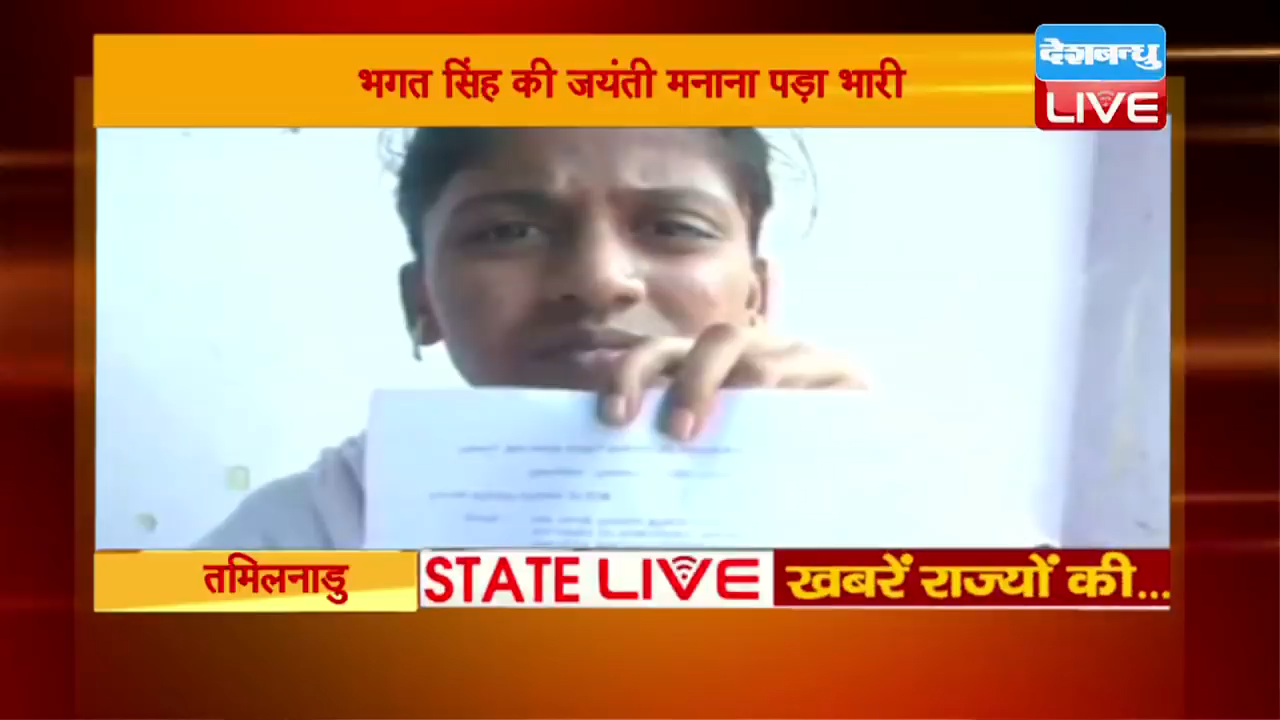 देशबन्धु
LIVE
भगत सिंह की जयंती मनाना पड़ा भारी
तमिलनाडु
STATE LIVE
खबरें राज्यों की...